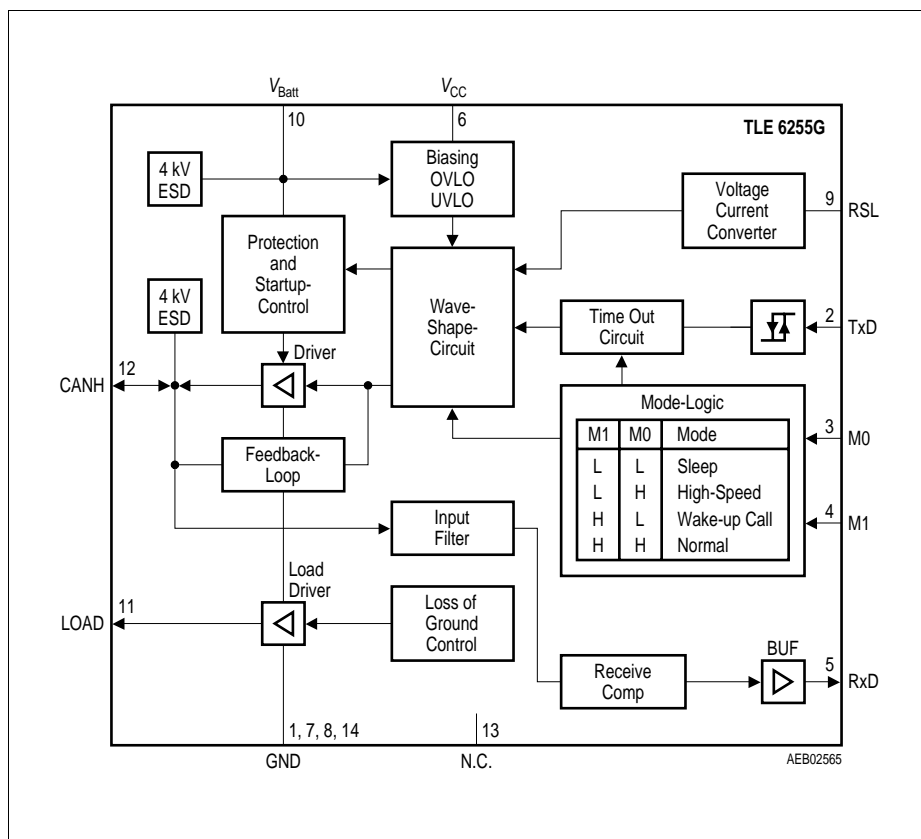 VBatt
VCC
10
6
TLE 6255G
4 kV
ESD
Biasing
OVLO
UVLO
Voltage
Current
Converter
9
RSL
Protection
and
Startup-
Control
4 kV
ESD
Wave-
Shape-
Circuit
Time Out
Circuit
2
TxD
Driver
12
CANH
Mode-Logic
M1 M0 Mode
L L Sleep
L H High-Speed
H L Wake-up Call
H H Normal
3
M0
4
M1
Feedback-
Loop
Input
Filter
Load
Driver
11
LOAD
Loss of
Ground
Control
Receive
Comp
BUF
5
RxD
1, 7, 8, 14
13
GND
N.C.
AEB02565